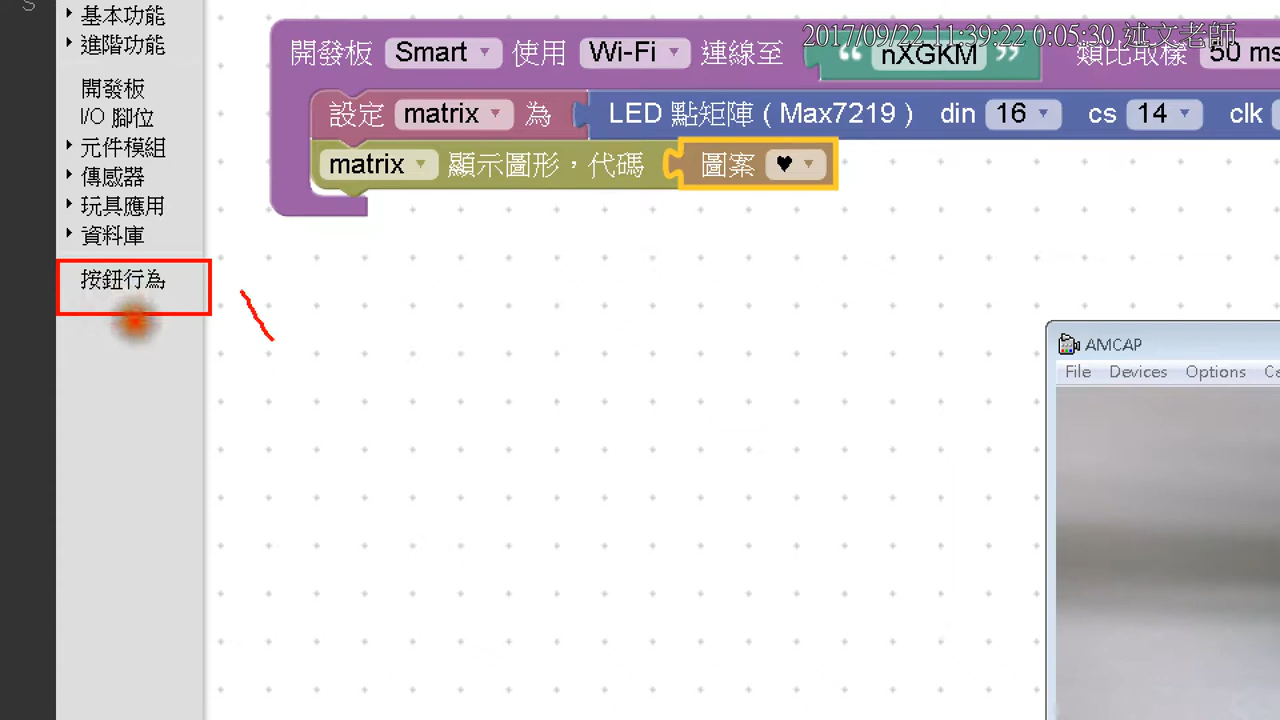 S
基本功能
進階功能
開發板
I/O 腳位
元件模組
傳感器
玩具應用
資料庫
按鈕行為
2017/09/22 11:39:22 0:05:30 述文老師
開發板 Smart 使用 Wi-Fi 連線至 “ nXGKM ” 類比取樣 50 ms
設定 matrix 為 LED 點矩陣 ( Max7219 ) din 16 cs 14 clk
matrix 顯示圖形，代碼 圖案 ♥
AMCAP
File Devices Options Ca